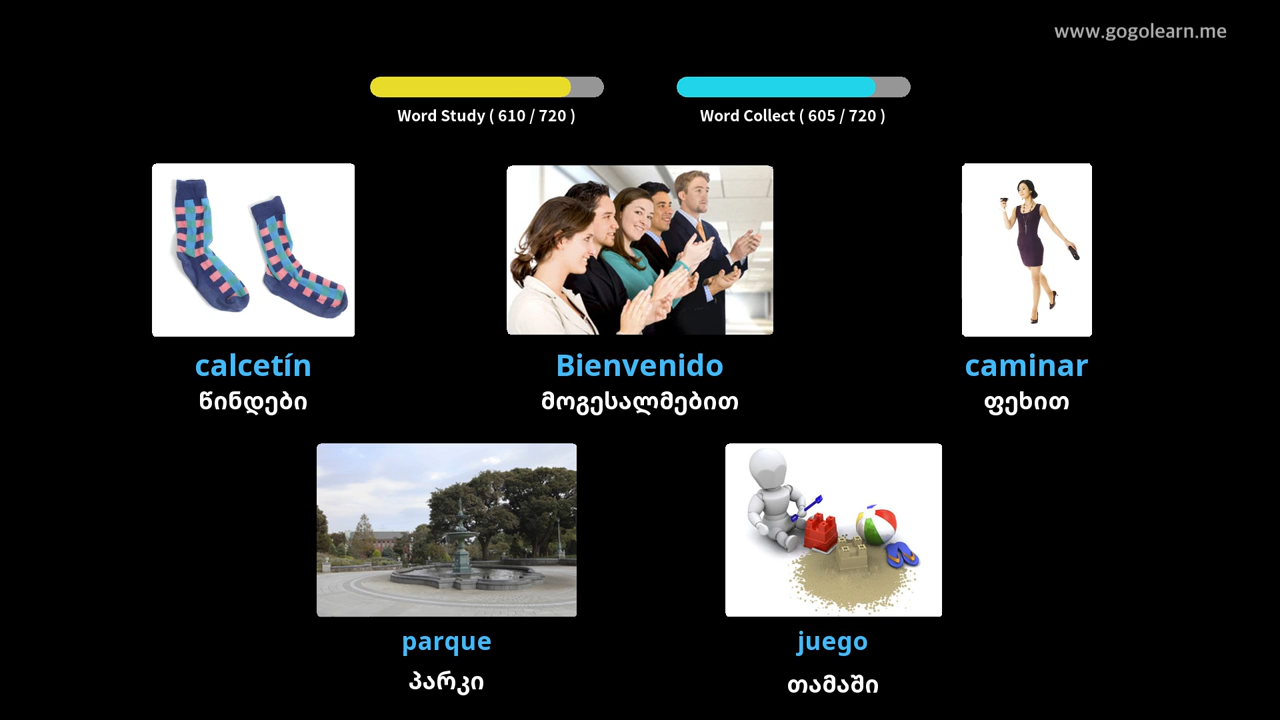 www.gogolearn.me
Word Study ( 610 / 720 )
Word Collect ( 605 / 720 )
calcetín
Bienvenido
caminar
წინდები
მოგესალმებით
ფეხით
parque
juego
პარკი
თამაში